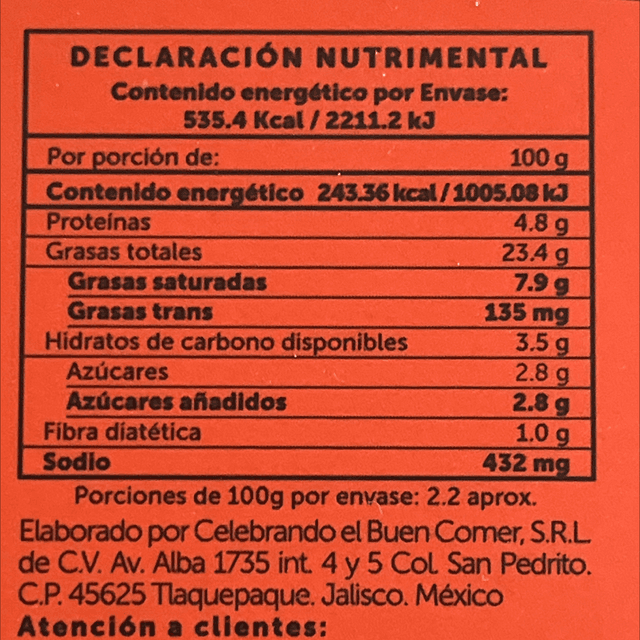 DECLARACIÓN NUTRIMENTAL
Contenido energético por Envase:
535.4 Kcal / 2211.2 kJ
Por porción de: 100 g
Contenido energético 243.36 kcal / 1005.08 kJ
Proteínas 4.8 g
Grasas totales 23.4 g
Grasas saturadas 7.9 g
Grasas trans 135 mg
Hidratos de carbono disponibles 3.5 g
Azúcares 2.8 g
Azúcares añadidos 2.8 g
Fibra diatética 1.0 g
Sodio 432 mg
Porciones de 100g por envase: 2.2 aprox.
Elaborado por Celebrando el Buen Comer, S.R.L.
de C.V. Av. Alba 1735 int. 4 y 5 Col. San Pedrito.
C.P. 45625 Tlaquepaque. Jalisco. México
Atención a clientes: